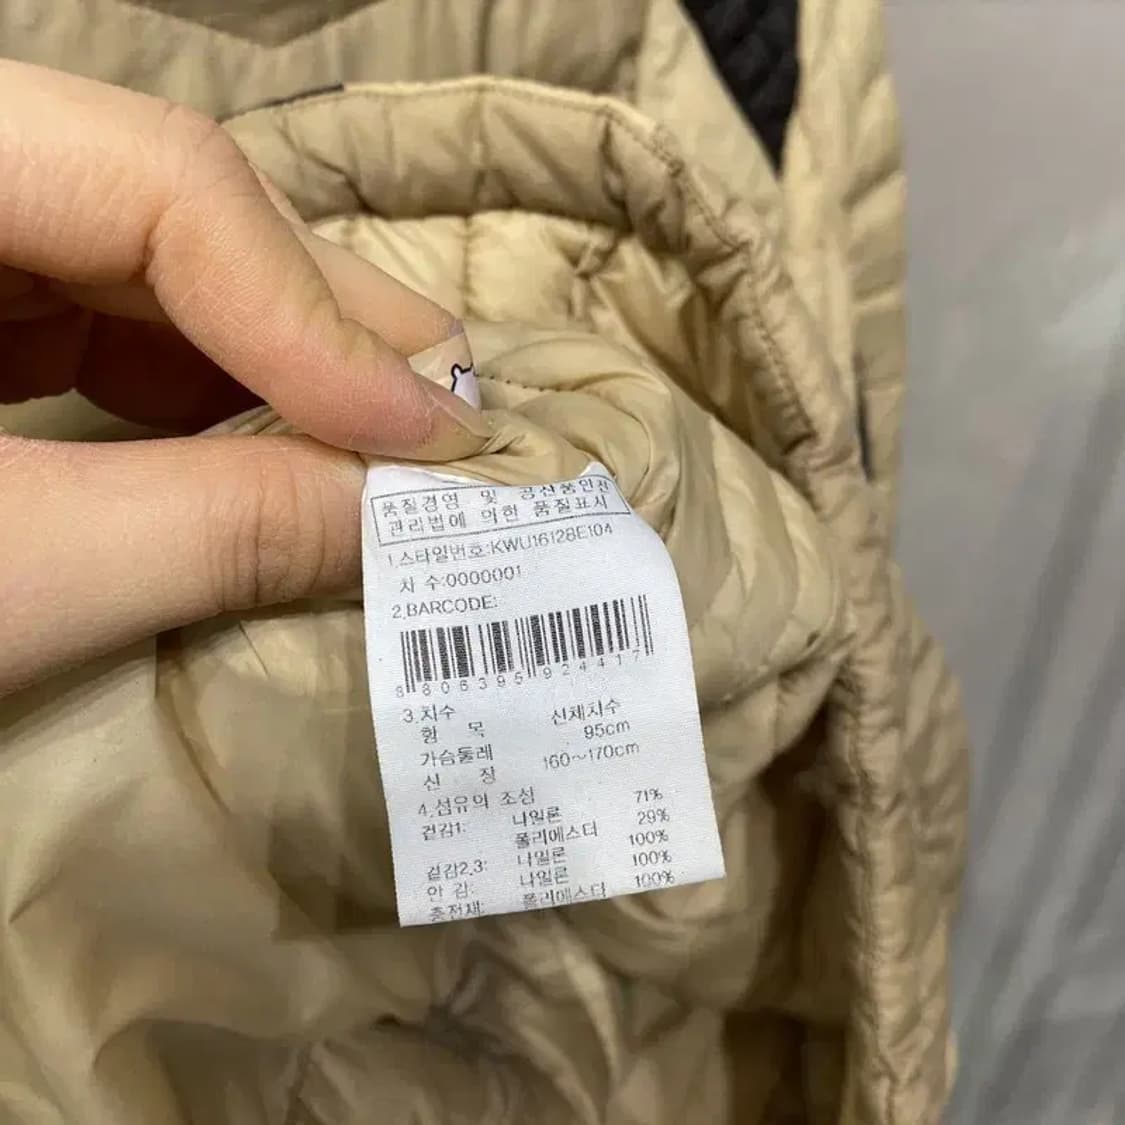 품질경영 및 공산품안전
관리법에 의한 품질표시
1.스타일번호:KWU16128E104
차 수:0000001
2.BARCODE:
8 806395 924417
3.치수
항 목 신체치수
가슴둘레 95cm
신 장 160~170cm
4.섬유의 조성
겉감1: 나일론 71%
폴리에스터 29%
겉감2,3: 나일론 100%
안 감: 나일론 100%
충전재: 폴리에스터 100%